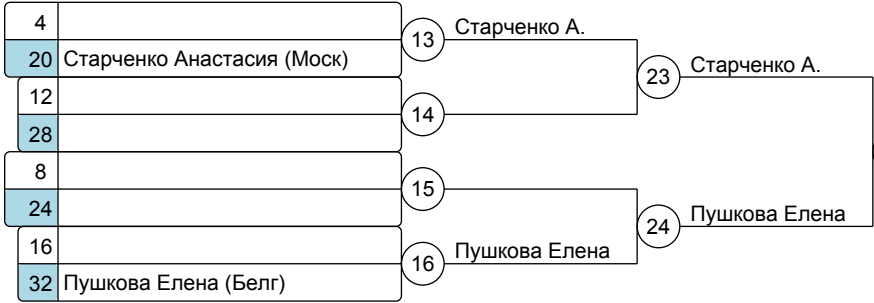 4
13
Старченко А.
20 Старченко Анастасия (Моск)
23
Старченко А.
12
14
28
8
15
24
24
Пушкова Елена
16
16
Пушкова Елена
32 Пушкова Елена (Белг)